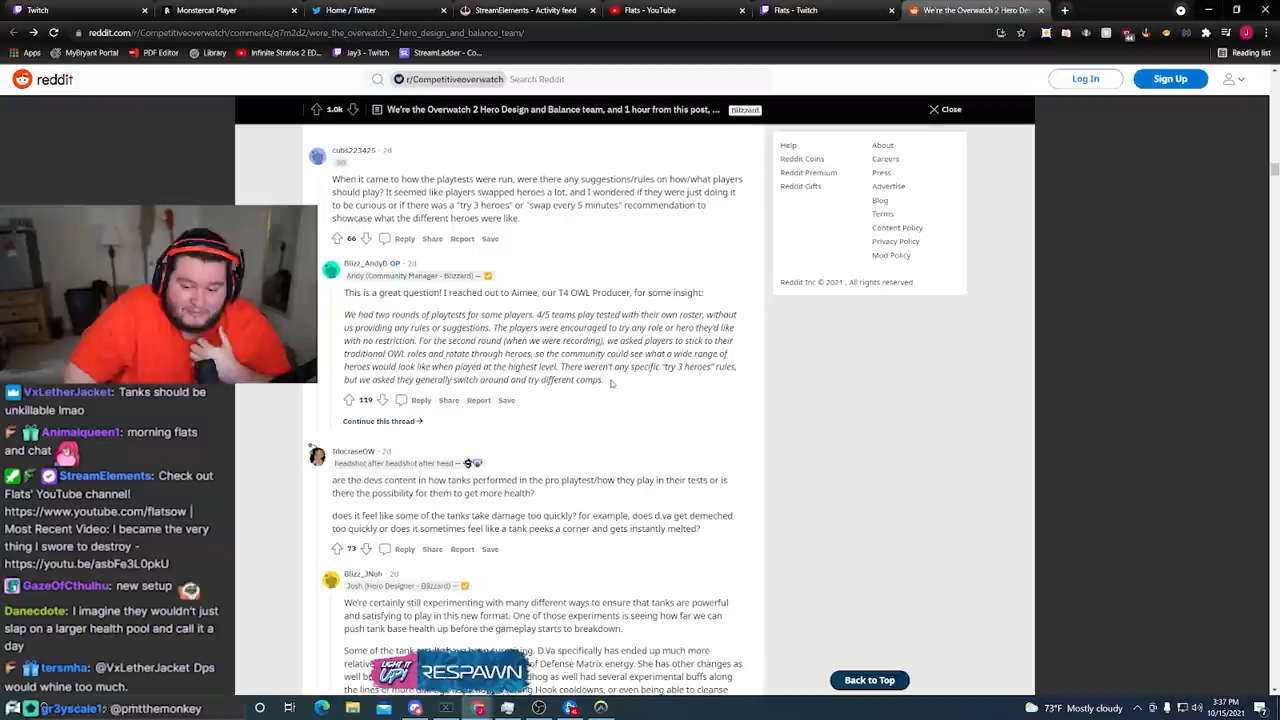 Twitch
Monstercat Player
Home / Twitter
StreamElements - Activity feed
Flats - YouTube
Flats - Twitch
We're the Overwatch 2 Hero Des
reddit.com/r/Competitiveoverwatch/comments/q7m2d2/were_the_overwatch_2_hero_design_and_balance_team/
Apps
MyBryant Portal
PDF Editor
Library
Infinite Stratos 2 ED...
Jay3 - Twitch
StreamLadder - Co...
Reading list
reddit
r/Competitiveoverwatch
Search Reddit
Log In
Sign Up
1.0k
We're the Overwatch 2 Hero Design and Balance team, and 1 hour from this post, ...
Blizzard
Close
cubs223425 · 2d
When it came to how the playtests were run, were there any suggestions/rules on how/what players
should play? It seemed like players swapped heroes a lot, and I wondered if they were just doing it
to be curious or if there was a "try 3 heroes" or "swap every 5 minutes" recommendation to
showcase what the different heroes were like.
66
Reply Share Report Save
Blizz_AndyB OP · 2d
Andy (Community Manager - Blizzard) —
This is a great question! I reached out to Aimee, our T4 OWL Producer, for some insight:
We had two rounds of playtests for some players. 4/5 teams play tested with their own roster, without
us providing any rules or suggestions. The players were encouraged to try any role or hero they'd like
with no restriction. For the second round (when we were recording), we asked players to stick to their
traditional OWL roles and rotate through heroes, so the community could see what a wide range of
heroes would look like when played at the highest level. There weren't any specific "try 3 heroes" rules,
but we asked they generally switch around and try different comps.
119
Reply Share Report Save
Continue this thread →
IdocraseOW · 2d
headshot after headshot after head —
are the devs content in how tanks performed in the pro playtest/how they play in their tests or is
there the possibility for them to get more health?
does it feel like some of the tanks take damage too quickly? for example, does d.va get demeched
too quickly or does it sometimes feel like a tank peeks a corner and gets instantly melted?
73
Reply Share Report Save
Blizz_JNoh · 2d
Josh (Hero Designer - Blizzard) —
We're certainly still experimenting with many different ways to ensure that tanks are powerful
and satisfying to play in this new format. One of those experiments is seeing how far we can
push tank base health up before the gameplay starts to breakdown.
Some of the tank
D.Va specifically has ended up much more
of Defense Matrix energy. She has other changes as
as well had several experimental buffs along
Hook cooldowns, or even being able to cleanse
Help
Reddit Coins
Reddit Premium
Reddit Gifts
About
Careers
Press
Advertise
Blog
Terms
Content Policy
Privacy Policy
Mod Policy
Reddit Inc © 2021 . All rights reserved
Back to Top
VxLetherJacket: Tanks should be
unkillable lmao
Animalqueen1: morning flats
and chat
StreamElements: Check out
Flats' YouTube channel!
https://www.youtube.com/flatsow |
Most Recent Video: I became the very
thing I swore to destroy -
https://youtu.be/asbFe3L0epU
GazeOfCthulhu: new setup
Danecdote: I imagine they wouldn't just
slap on a larger health pool and call it a
day
tersmha: @VxLetherJacket Dps
would whine too much.
gr3yscale12: @pmtthemonkey
LIGHT IT UP!
RESPAWN
73°F Mostly cloudy
3:37 PM
10/15/2021